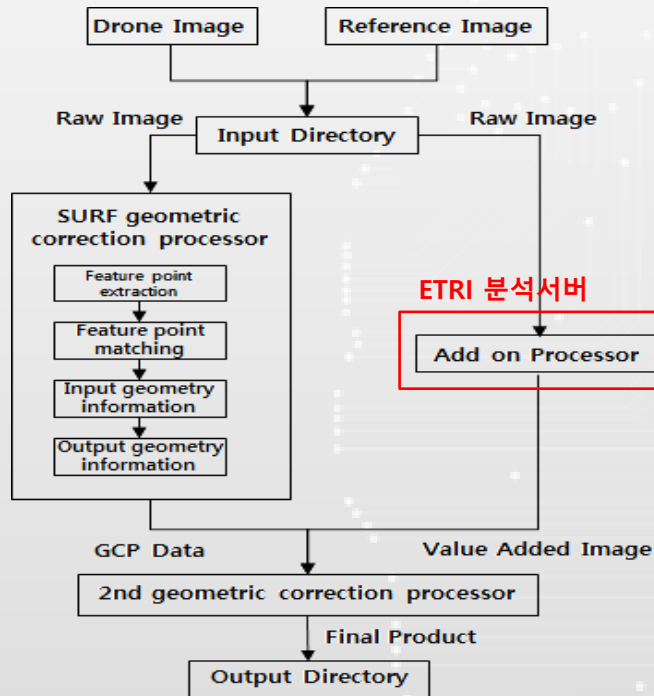 Drone Image
Reference Image
Raw Image
Raw Image
Input Directory
SURF geometric
correction processor
Feature point
extraction
Feature point
matching
Input geometry
information
Output geometry
information
ETRI 분석서버
Add on Processor
GCP Data
Value Added Image
2nd geometric correction processor
Final Product
Output Directory